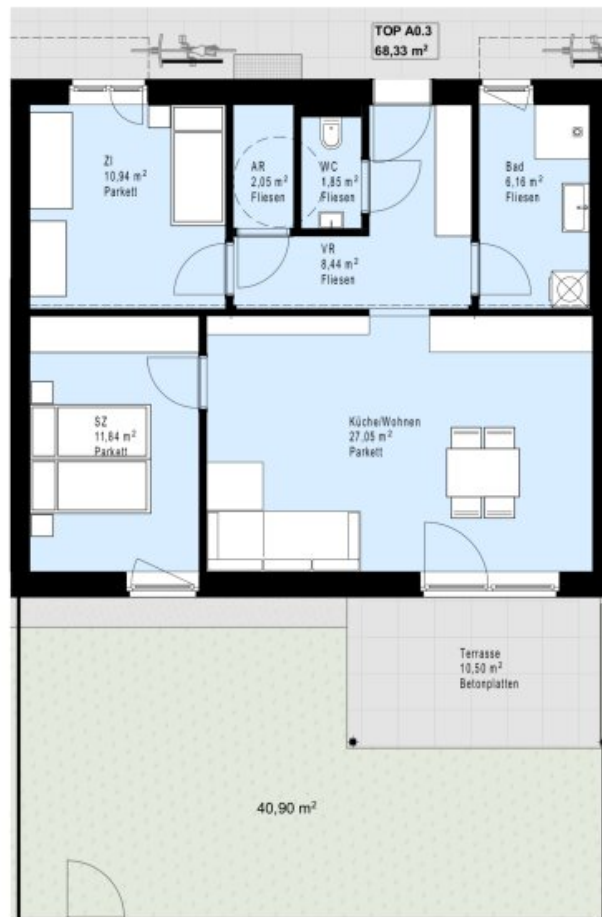 TOP A0.3
68,33 m²
ZI
10,94 m²
Parkett
AR
2,05 m²
Fliesen
WC
1,85 m²
Fliesen
Bad
6,16 m²
Fliesen
VR
8,44 m²
Fliesen
SZ
11,84 m²
Parkett
Küche/Wohnen
27,05 m²
Parkett
Terrasse
10,50 m²
Betonplatten
40,90 m²